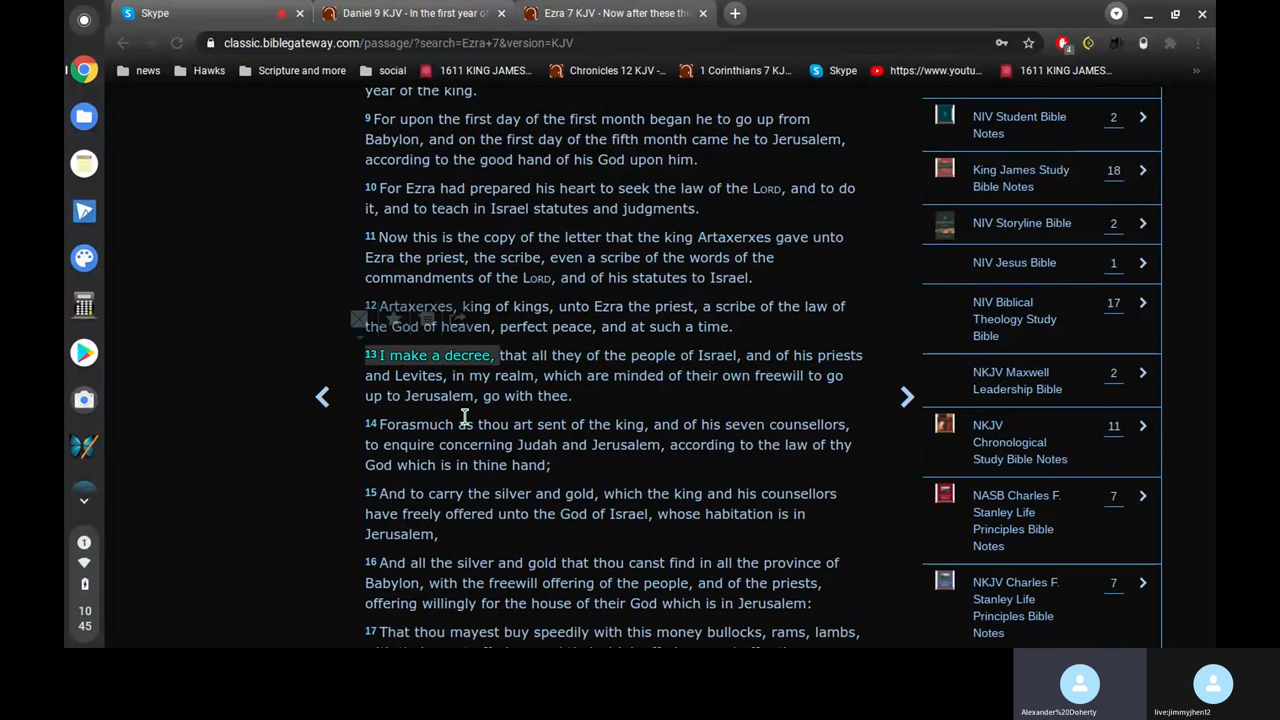 Skype
Daniel 9 KJV - In the first year of
Ezra 7 KJV - Now after these thi
classic.biblegateway.com/passage/?search=Ezra+7&version=KJV
4
news
Hawks
Scripture and more
social
1611 KING JAMES...
Chronicles 12 KJV -...
1 Corinthians 7 KJ...
Skype
https://www.youtu...
1611 KING JAMES...
year of the king.
9 For upon the first day of the first month began he to go up from
Babylon, and on the first day of the fifth month came he to Jerusalem,
according to the good hand of his God upon him.
10 For Ezra had prepared his heart to seek the law of the LORD, and to do
it, and to teach in Israel statutes and judgments.
11 Now this is the copy of the letter that the king Artaxerxes gave unto
Ezra the priest, the scribe, even a scribe of the words of the
commandments of the LORD, and of his statutes to Israel.
12 Artaxerxes, king of kings, unto Ezra the priest, a scribe of the law of
the God of heaven, perfect peace, and at such a time.
13 I make a decree, that all they of the people of Israel, and of his priests
and Levites, in my realm, which are minded of their own freewill to go
up to Jerusalem, go with thee.
14 Forasmuch as thou art sent of the king, and of his seven counsellors,
to enquire concerning Judah and Jerusalem, according to the law of thy
God which is in thine hand;
15 And to carry the silver and gold, which the king and his counsellors
have freely offered unto the God of Israel, whose habitation is in
Jerusalem,
16 And all the silver and gold that thou canst find in all the province of
Babylon, with the freewill offering of the people, and of the priests,
offering willingly for the house of their God which is in Jerusalem:
17 That thou mayest buy speedily with this money bullocks, rams, lambs,
NIV Student Bible 2
Notes
King James Study 18
Bible Notes
NIV Storyline Bible 2
NIV Jesus Bible 1
NIV Biblical 17
Theology Study
Bible
NKJV Maxwell 2
Leadership Bible
NKJV 11
Chronological
Study Bible Notes
NASB Charles F. 7
Stanley Life
Principles Bible
Notes
NKJV Charles F. 7
Stanley Life
Principles Bible
Notes
1
10
45
Alexander%20Doherty
live:jimmyjhen12